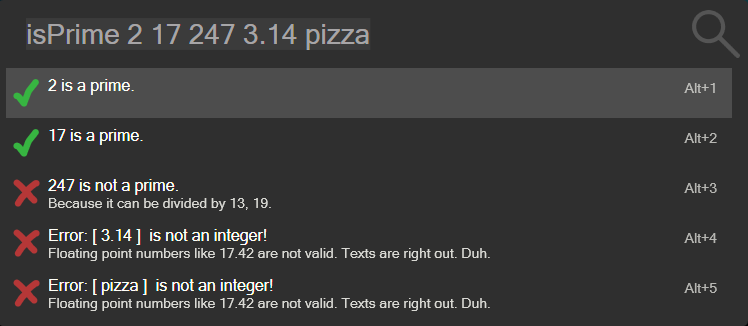 isPrime 2 17 247 3.14 pizza
2 is a prime. Alt+1
17 is a prime. Alt+2
247 is not a prime. Alt+3
Because it can be divided by 13, 19.
Error: [ 3.14 ]  is not an integer! Alt+4
Floating point numbers like 17.42 are not valid. Texts are right out. Duh.
Error: [ pizza ]  is not an integer! Alt+5
Floating point numbers like 17.42 are not valid. Texts are right out. Duh.